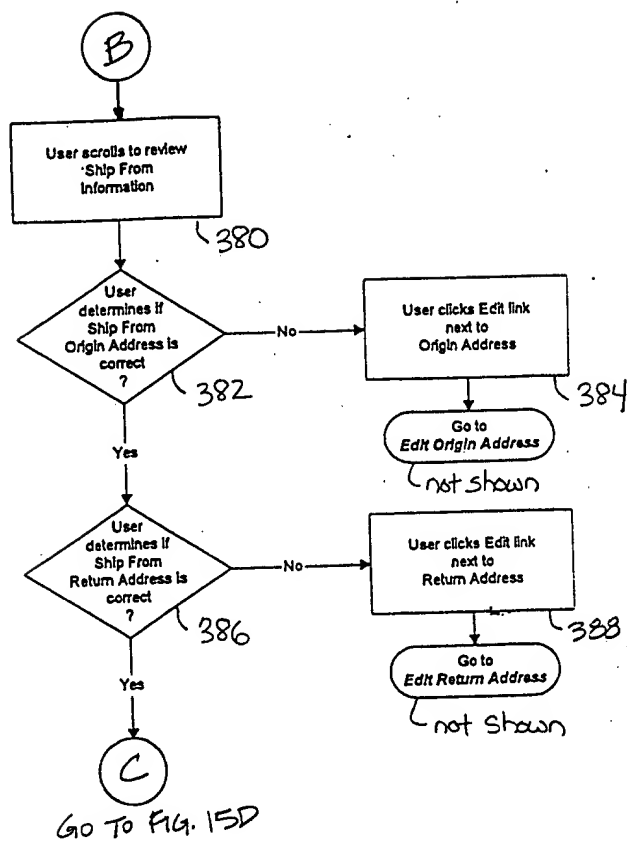 B
User scrolls to review
Ship From
Information
380
User
determines if
Ship From
Origin Address is
correct
?
382
No
User clicks Edit link
next to
Origin Address
384
Go to
Edit Origin Address
not shown
Yes
User
determines if
Ship From
Return Address is
correct
?
386
No
User clicks Edit link
next to
Return Address
388
Go to
Edit Return Address
not shown
Yes
C
GO TO FIG. 15D